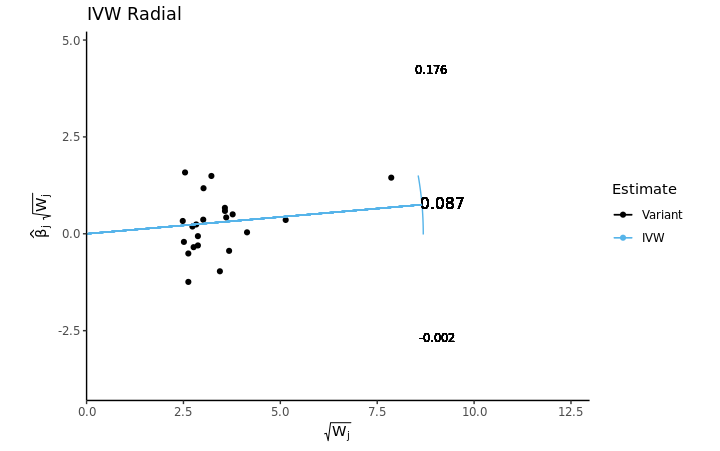 IVW Radial
5.0
2.5
0.0
-2.5
β̂j √Wj
0.176
0.087
-0.002
0.0 2.5 5.0 7.5 10.0 12.5
√Wj
Estimate
Variant
IVW